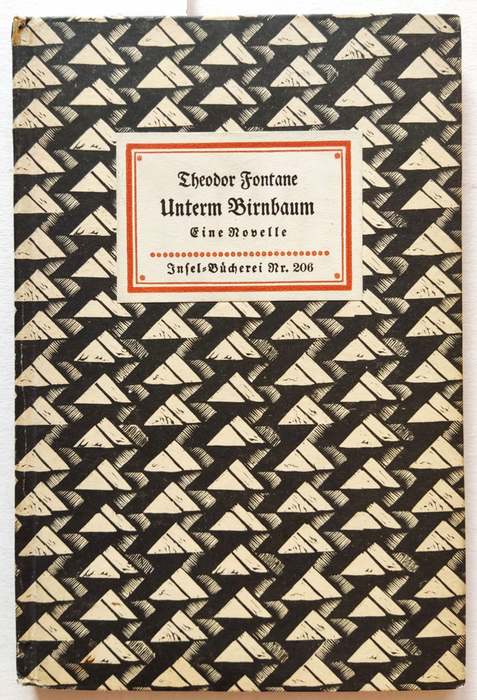 Theodor Fontane
Unterm Birnbaum
Eine Novelle
Inſel-Bücherei Nr. 206